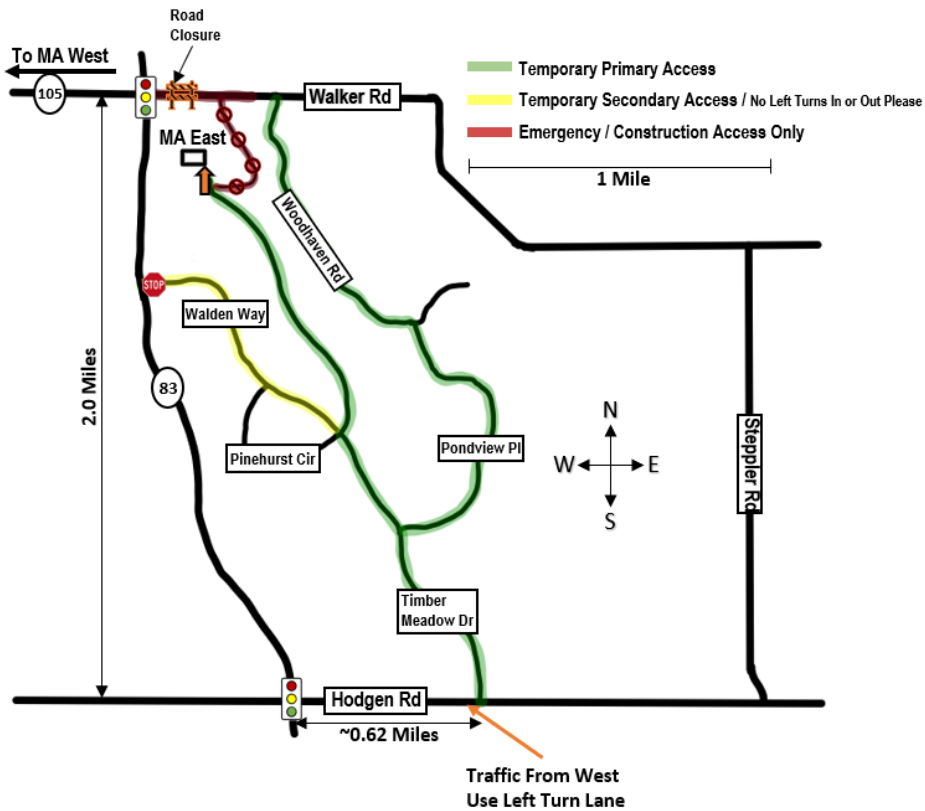 Road
Closure
To MA West
105
Walker Rd
Temporary Primary Access
Temporary Secondary Access / No Left Turns In or Out Please
Emergency / Construction Access Only
1 Mile
MA East
Woodhaven Rd
STOP
Walden Way
2.0 Miles
83
Pinehurst Cir
Pondview Pl
N
W
E
S
Steppler Rd
Timber
Meadow Dr
Hodgen Rd
~0.62 Miles
Traffic From West
Use Left Turn Lane